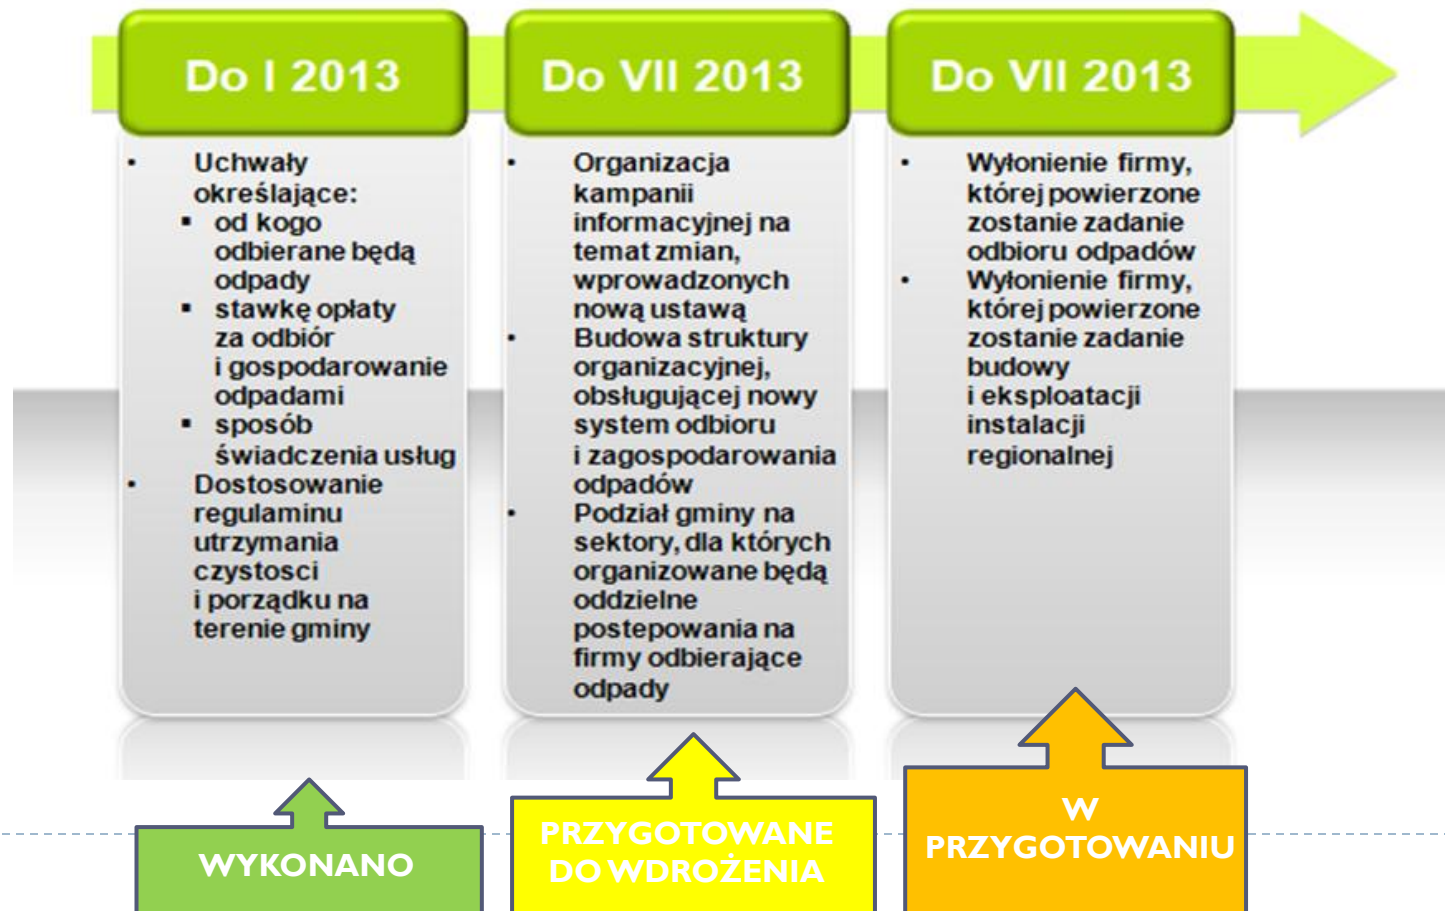 Do I 2013
• Uchwały
określające:
▪ od kogo
odbierane będą
odpady
▪ stawkę opłaty
za odbiór
i gospodarowanie
odpadami
▪ sposób
świadczenia usług
• Dostosowanie
regulaminu
utrzymania
czystosci
i porządku na
terenie gminy
WYKONANO
Do VII 2013
• Organizacja
kampanii
informacyjnej na
temat zmian,
wprowadzonych
nową ustawą
• Budowa struktury
organizacyjnej,
obsługującej nowy
system odbioru
i zagospodarowania
odpadów
• Podział gminy na
sektory, dla których
organizowane będą
oddzielne
postepowania na
firmy odbierające
odpady
PRZYGOTOWANE
DO WDROŻENIA
Do VII 2013
• Wyłonienie firmy,
której powierzone
zostanie zadanie
odbioru odpadów
• Wyłonienie firmy,
której powierzone
zostanie zadanie
budowy
i eksploatacji
instalacji
regionalnej
W
PRZYGOTOWANIU